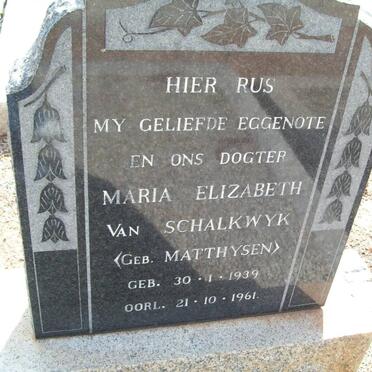 HIER RUS
MY GELIEFDE EGGENOTE
EN ONS DOGTER
MARIA ELIZABETH
VAN SCHALKWYK
(GEB. MATTHYSEN)
GEB. 30·1·1939
OORL. 21·10·1961.